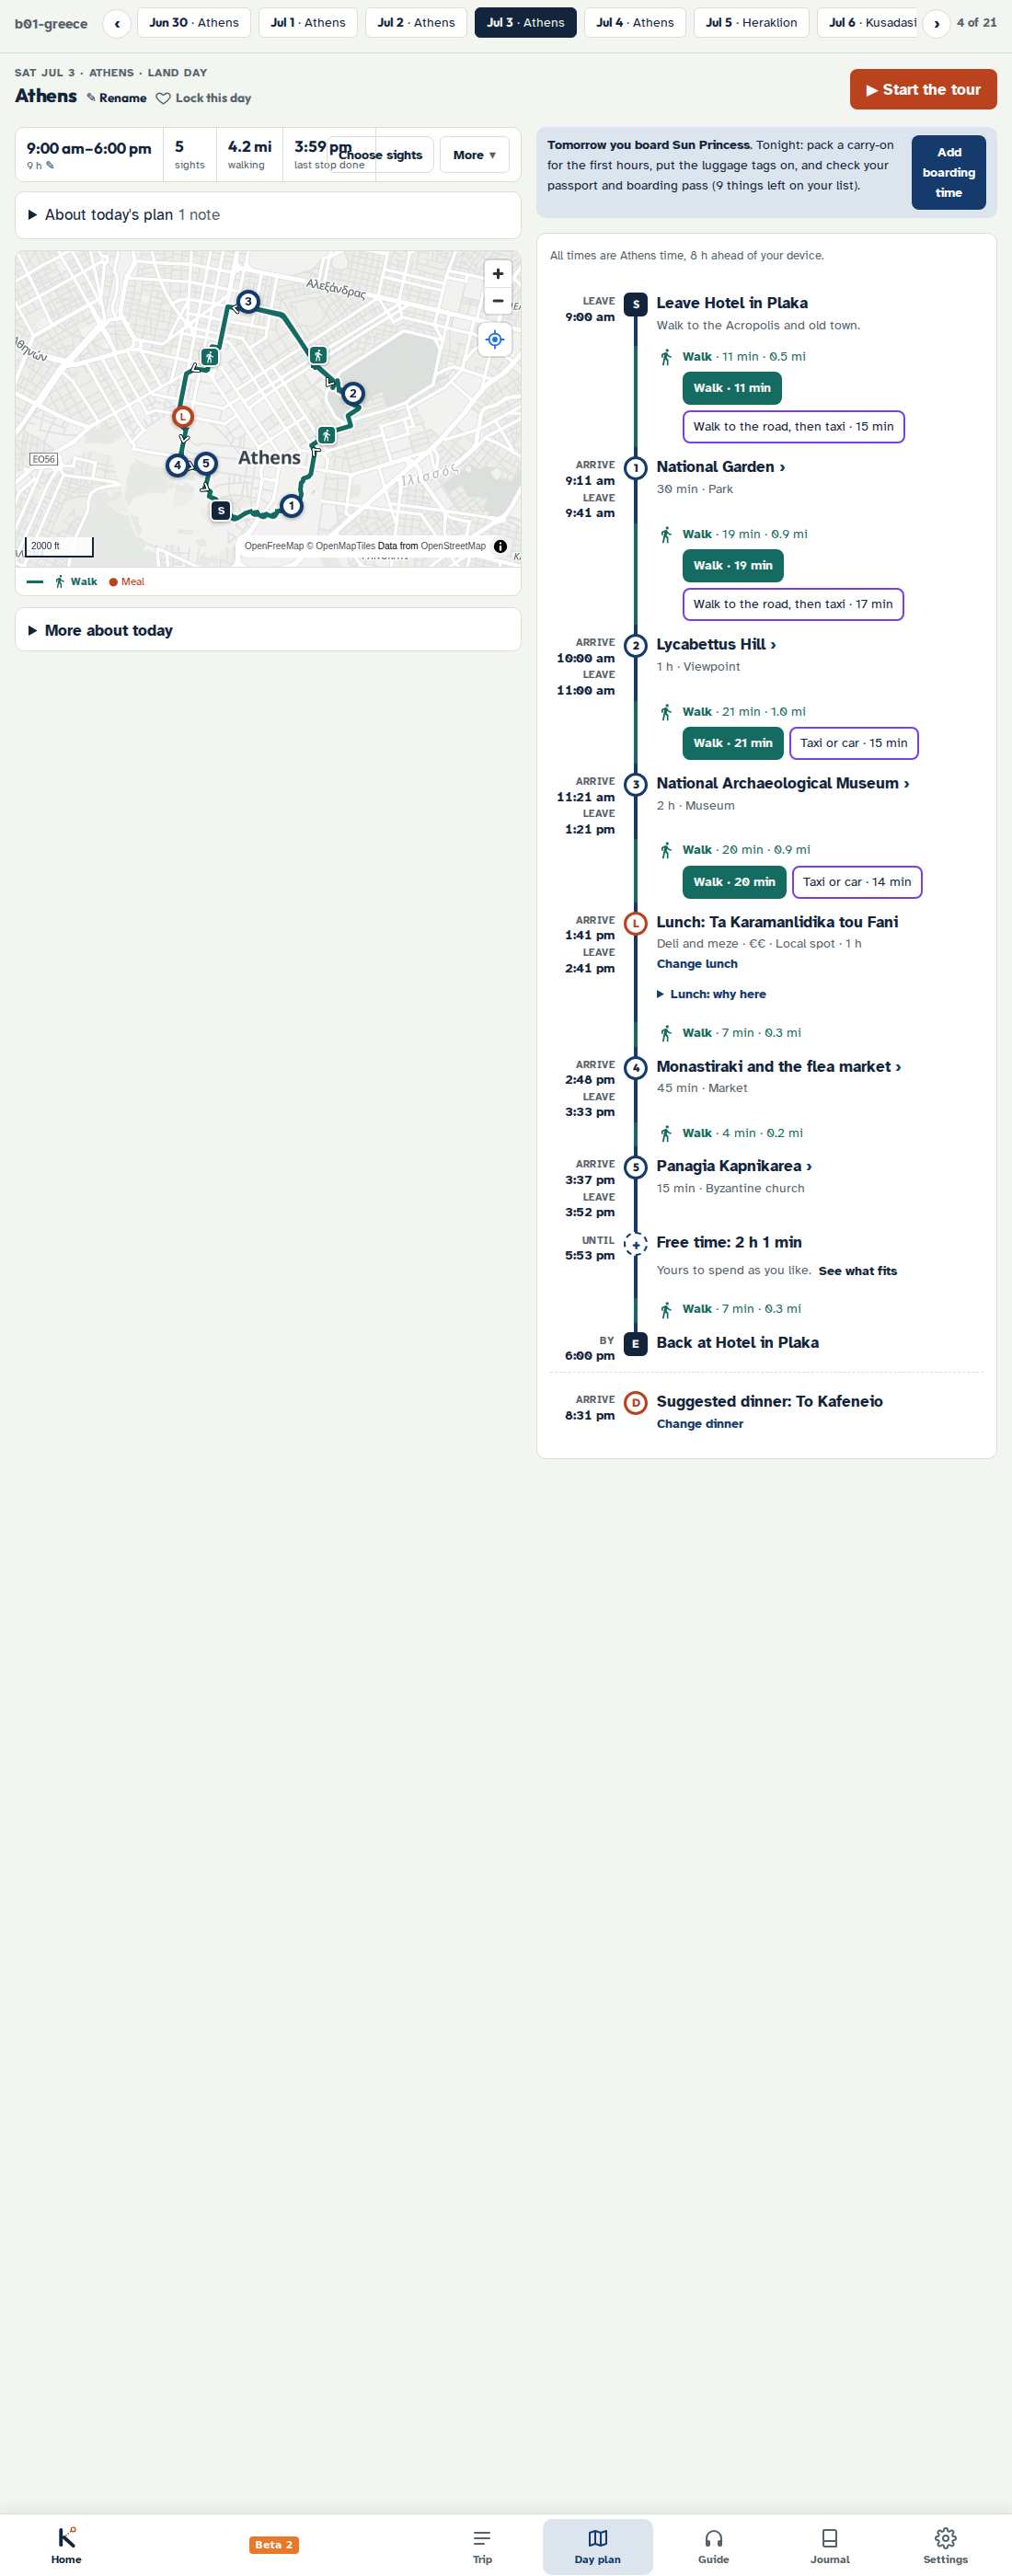 b01-greece
‹
Jun 30 · Athens
Jul 1 · Athens
Jul 2 · Athens
Jul 3 · Athens
Jul 4 · Athens
Jul 5 · Heraklion
Jul 6 · Kusadasi
›
4 of 21
SAT JUL 3 · ATHENS · LAND DAY
Athens
✎ Rename
Lock this day
▶ Start the tour
9:00 am–6:00 pm
9 h ✎
5
sights
4.2 mi
walking
3:59 pm
last stop done
Choose sights
More ▾
▶ About today's plan 1 note
Αλεξάνδρας
3
2
L
4
5
S
1
Athens
Ιλισσός
EO56
+
−
2000 ft
OpenFreeMap © OpenMapTiles Data from OpenStreetMap
Walk
Meal
▶ More about today
Tomorrow you board Sun Princess. Tonight: pack a carry-on
for the first hours, put the luggage tags on, and check your
passport and boarding pass (9 things left on your list).
Add
boarding
time
All times are Athens time, 8 h ahead of your device.
LEAVE
9:00 am
S
Leave Hotel in Plaka
Walk to the Acropolis and old town.
Walk · 11 min · 0.5 mi
Walk · 11 min
Walk to the road, then taxi · 15 min
ARRIVE
9:11 am
LEAVE
9:41 am
1
National Garden ›
30 min · Park
Walk · 19 min · 0.9 mi
Walk · 19 min
Walk to the road, then taxi · 17 min
ARRIVE
10:00 am
LEAVE
11:00 am
2
Lycabettus Hill ›
1 h · Viewpoint
Walk · 21 min · 1.0 mi
Walk · 21 min
Taxi or car · 15 min
ARRIVE
11:21 am
LEAVE
1:21 pm
3
National Archaeological Museum ›
2 h · Museum
Walk · 20 min · 0.9 mi
Walk · 20 min
Taxi or car · 14 min
ARRIVE
1:41 pm
LEAVE
2:41 pm
L
Lunch: Ta Karamanlidika tou Fani
Deli and meze · €€ · Local spot · 1 h
Change lunch
▶ Lunch: why here
Walk · 7 min · 0.3 mi
ARRIVE
2:48 pm
LEAVE
3:33 pm
4
Monastiraki and the flea market ›
45 min · Market
Walk · 4 min · 0.2 mi
ARRIVE
3:37 pm
LEAVE
3:52 pm
5
Panagia Kapnikarea ›
15 min · Byzantine church
UNTIL
5:53 pm
+
Free time: 2 h 1 min
Yours to spend as you like. See what fits
Walk · 7 min · 0.3 mi
BY
6:00 pm
E
Back at Hotel in Plaka
ARRIVE
8:31 pm
D
Suggested dinner: To Kafeneio
Change dinner
Home
Beta 2
Trip
Day plan
Guide
Journal
Settings